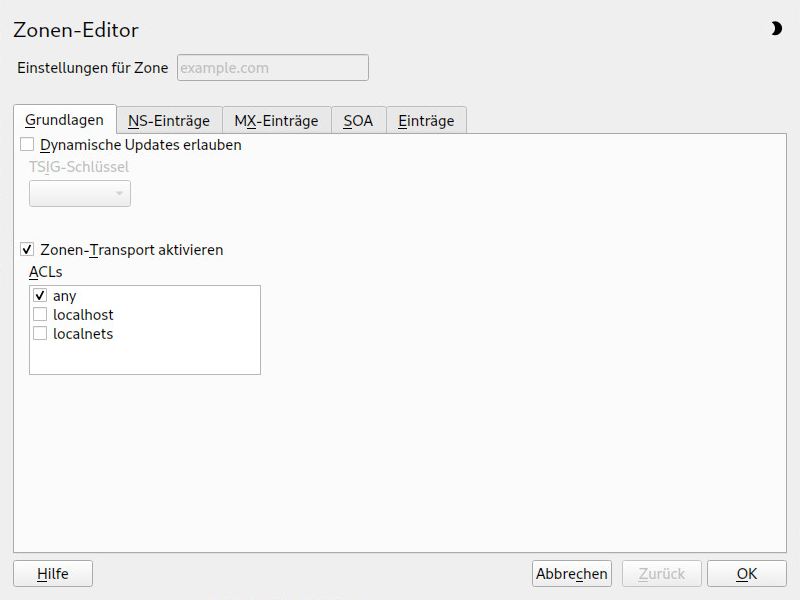 Zonen-Editor
Einstellungen für Zone example.com
Grundlagen NS-Einträge MX-Einträge SOA Einträge
Dynamische Updates erlauben
TSIG-Schlüssel
Zonen-Transport aktivieren
ACLs
any
localhost
localnets
Hilfe Abbrechen Zurück OK